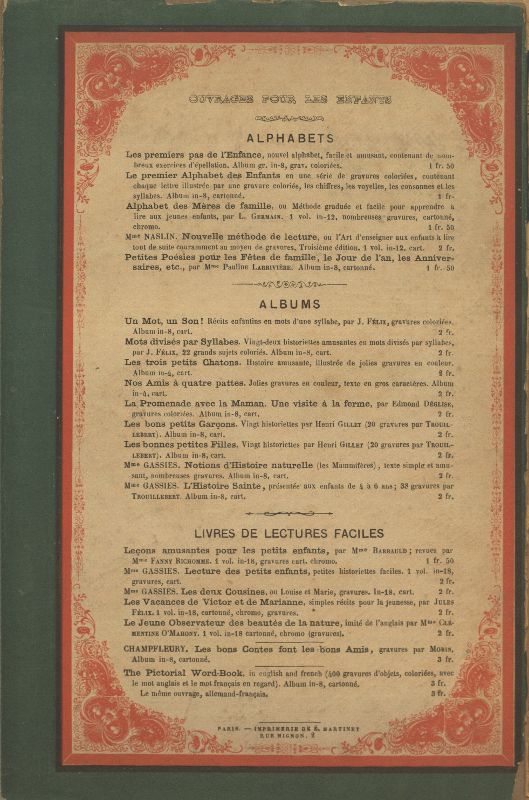 OUVRAGES POUR LES ENFANTS
ALPHABETS
Les premiers pas de l'Enfance, nouvel alphabet, facile et amusant, contenant de nom-
breux exercices d'épellation. Album gr. in-8, grav. coloriées. 1 fr. 50
Le premier Alphabet des Enfants en une série de gravures coloriées, contenant
chaque lettre illustrée par une gravure coloriée, les chiffres, les voyelles, les consonnes et les
syllabes. Album in-8, cartonné. 2 fr.
Alphabet des Mères de famille, ou Méthode graduée et facile pour apprendre à
lire aux jeunes enfants, par L. GERMAIN. 1 vol. in-12, nombreuses gravures, cartonné,
chromo. 1 fr. 50
Mme NASLIN. Nouvelle méthode de lecture, ou l'Art d'enseigner aux enfants à lire
tout de suite couramment au moyen de gravures. Troisième édition. 1 vol. in-12, cart. 2 fr.
Petites Poésies pour les Fêtes de famille, le Jour de l'an, les Anniver-
saires, etc., par Mme Pauline LARRIVIÈRE. Album in-8, cartonné. 1 fr. 50
ALBUMS
Un Mot, un Son! Récits enfantins en mots d'une syllabe, par J. FÉLIX, gravures coloriées.
Album in-8, cart. 2 fr.
Mots divisés par Syllabes. Vingt-deux historiettes amusantes en mots divisés par syllabes,
par J. FÉLIX, 22 grands sujets coloriés. Album in-8, cart. 2 fr.
Les trois petits Chatons. Histoire amusante, illustrée de jolies gravures en couleur.
Album in-4, cart. 2 fr.
Nos Amis à quatre pattes. Jolies gravures en couleur, texte en gros caractères. Album
in-4, cart. 2 fr.
La Promenade avec la Maman. Une visite à la ferme, par Edmond DÉGLISE,
gravures coloriées. Album in-8, cart. 2 fr.
Les bons petits Garçons. Vingt historiettes par Henri GILLET (20 gravures par TROUIL-
LEBERT). Album in-8, cart. 2 fr.
Les bonnes petites Filles. Vingt historiettes par Henri GILLET (20 gravures par TROUIL-
LEBERT). Album in-8, cart. 2 fr.
Mme GASSIES. Notions d'Histoire naturelle (les Mammifères), texte simple et amu-
sant, nombreuses gravures. Album in-8, cart. 2 fr.
Mme GASSIES. L'Histoire Sainte, présentée aux enfants de 4 à 6 ans; 38 gravures par
TROUILLEBERT. Album in-8, cart. 2 fr.
LIVRES DE LECTURES FACILES
Leçons amusantes pour les petits enfants, par Mme BARBAULD; revues par
Mme FANNY RICHOMME. 1 vol. in-18, gravures cart. chromo. 1 fr. 50
Mme GASSIES. Lecture des petits enfants, petites historiettes faciles. 1 vol. in-18,
gravures, cart. 2 fr.
Mme GASSIES. Les deux Cousines, ou Louise et Marie, gravures. In-18, cart. 2 fr.
Les Vacances de Victor et de Marianne, simples récits pour la jeunesse, par JULES
FÉLIX. 1 vol. in-18, cartonné, chromo, gravures. 2 fr.
Le Jeune Observateur des beautés de la nature, imité de l'anglais par Mme CLÉ-
MENTINE O'MAHONY. 1 vol. in-18 cartonné, chromo (gravures). 2 fr.
CHAMPFLEURY. Les bons Contes font les bons Amis, gravures par MORIN,
Album in-8, cartonné. 3 fr.
The Pictorial Word-Book, in english and french (400 gravures d'objets, coloriées, avec
le mot anglais et le mot français en regard). Album in-8, cartonné. 3 fr.
Le même ouvrage, allemand-français. 3 fr.
PARIS. — IMPRIMERIE DE E. MARTINET
RUE MIGNON, 2